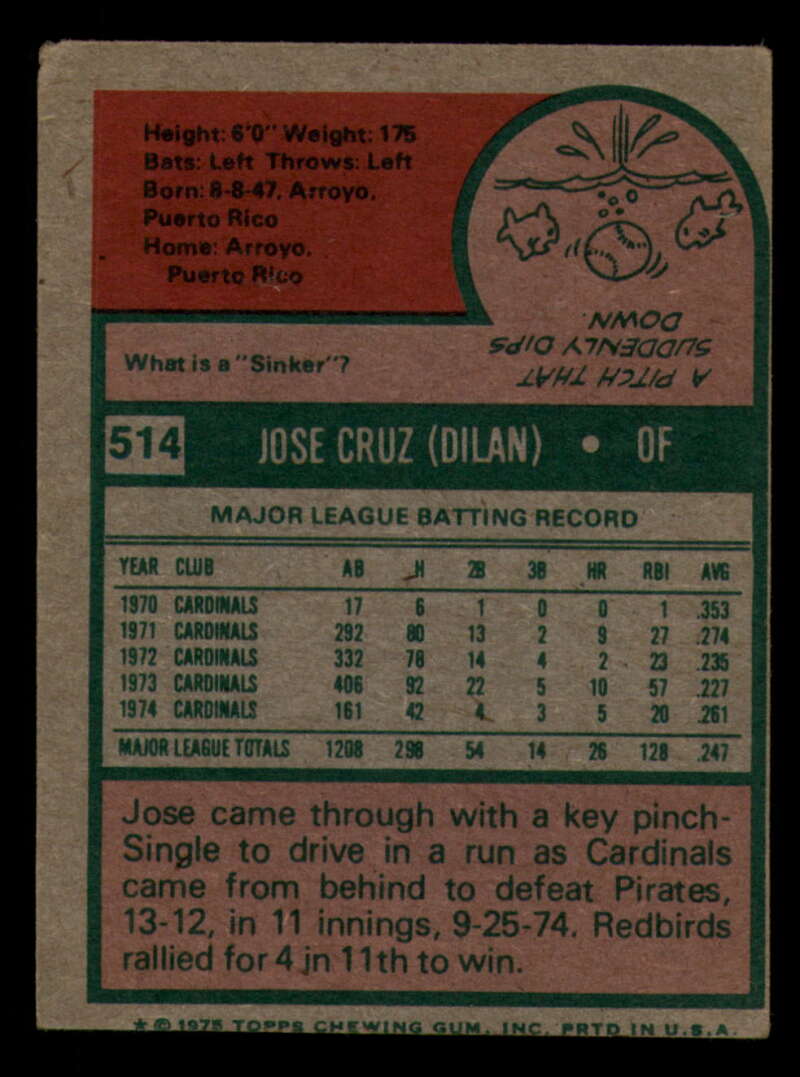 Height: 6'0" Weight: 175
Bats: Left Throws: Left
Born: 8-8-47, Arroyo,
Puerto Rico
Home: Arroyo,
Puerto Rico
What is a "Sinker"?
A PITCH THAT
SUDDENLY DIPS
DOWN.
514 JOSE CRUZ (DILAN) • OF
MAJOR LEAGUE BATTING RECORD
YEAR CLUB AB H 2B 3B HR RBI AVG
1970 CARDINALS 17 6 1 0 0 1 .353
1971 CARDINALS 292 80 13 2 9 27 .274
1972 CARDINALS 332 78 14 4 2 23 .235
1973 CARDINALS 406 92 22 5 10 57 .227
1974 CARDINALS 161 42 4 3 5 20 .261
MAJOR LEAGUE TOTALS 1208 298 54 14 26 128 .247
Jose came through with a key pinch-
Single to drive in a run as Cardinals
came from behind to defeat Pirates,
13-12, in 11 innings, 9-25-74. Redbirds
rallied for 4 in 11th to win.
★ © 1975 TOPPS CHEWING GUM, INC. PRTD IN U.S.A.